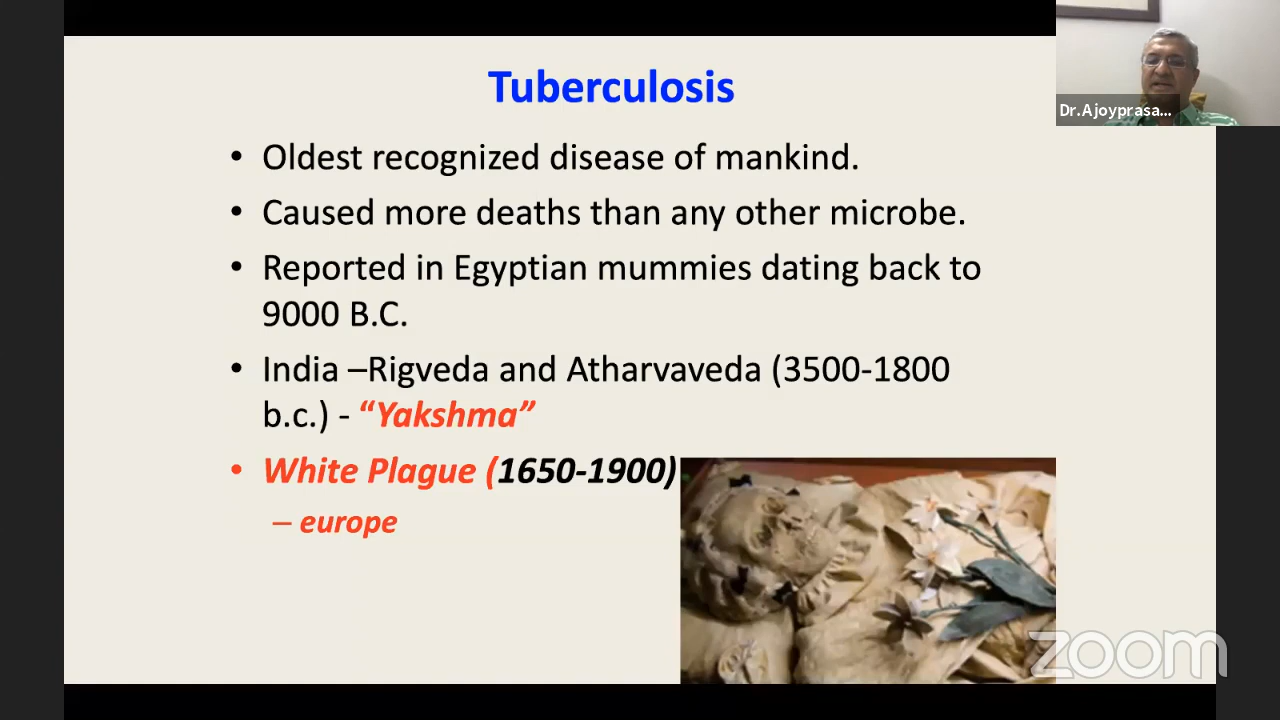 Tuberculosis
Dr.Ajoyprasa...
• Oldest recognized disease of mankind.
• Caused more deaths than any other microbe.
• Reported in Egyptian mummies dating back to
9000 B.C.
• India –Rigveda and Atharvaveda (3500-1800
b.c.) - “Yakshma”
• White Plague (1650-1900)
– europe
zoom